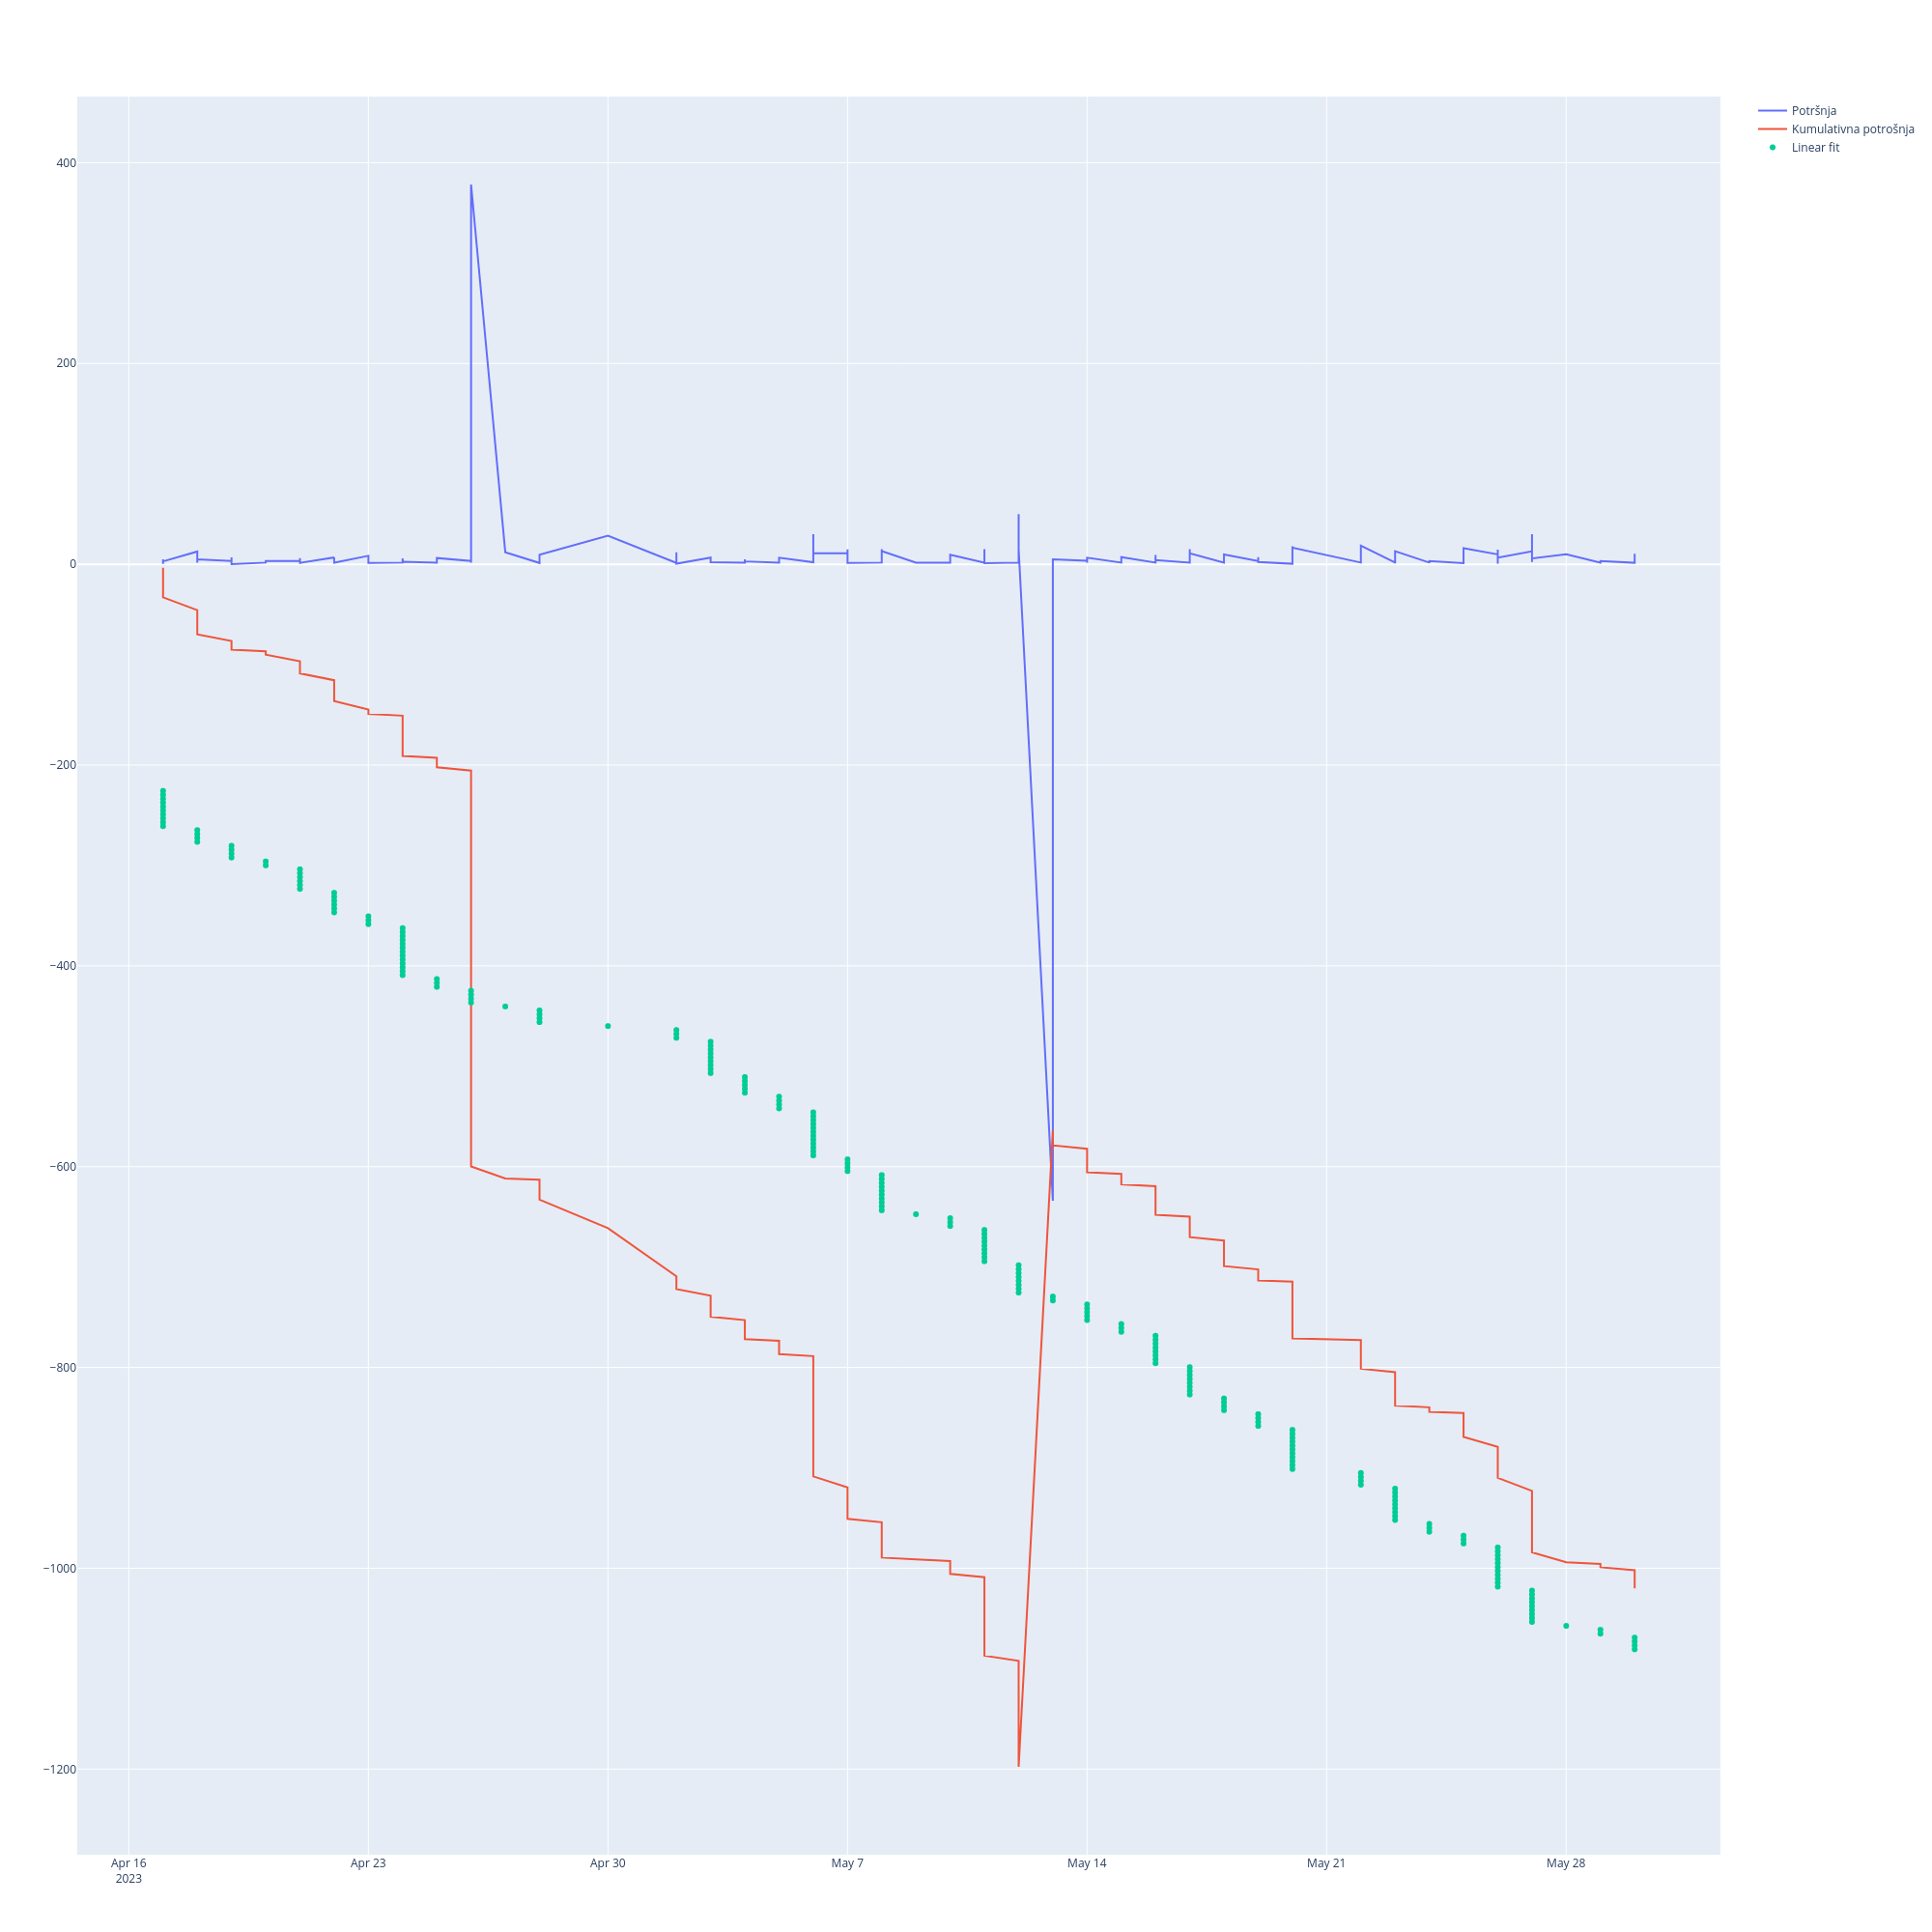 Potršnja
Kumulativna potrošnja
Linear fit
400
200
0
−200
−400
−600
−800
−1000
−1200
Apr 16 Apr 23 Apr 30 May 7 May 14 May 21 May 28
2023